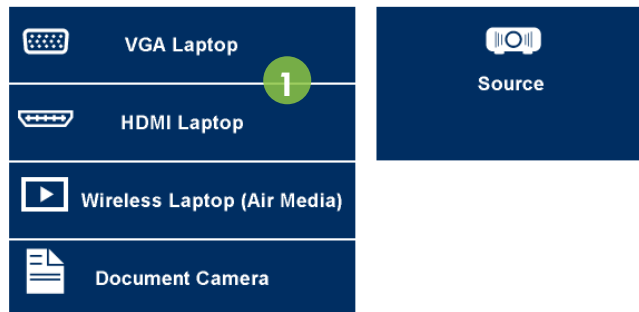 VGA Laptop
1
HDMI Laptop
Wireless Laptop (Air Media)
Document Camera
Source